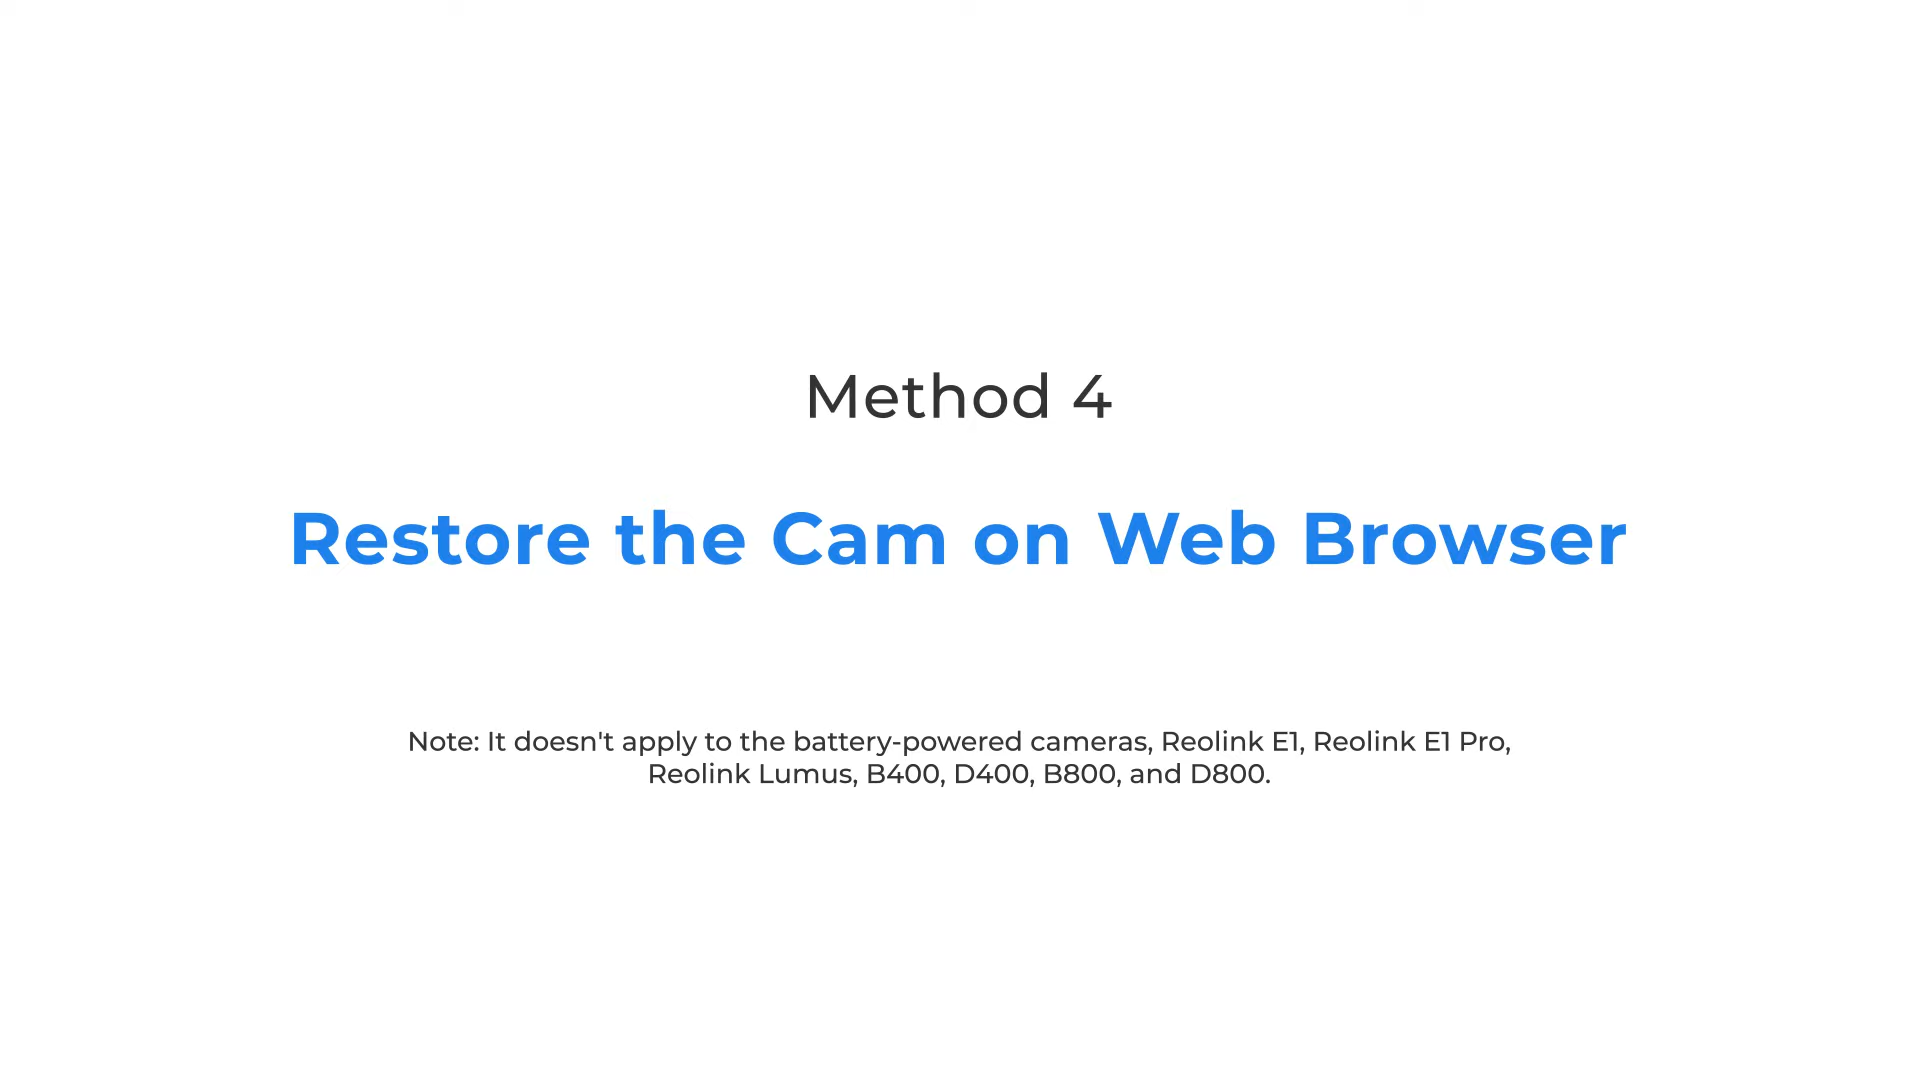 Method 4
Restore the Cam on Web Browser
Note: It doesn't apply to the battery-powered cameras, Reolink E1, Reolink E1 Pro,
Reolink Lumus, B400, D400, B800, and D800.